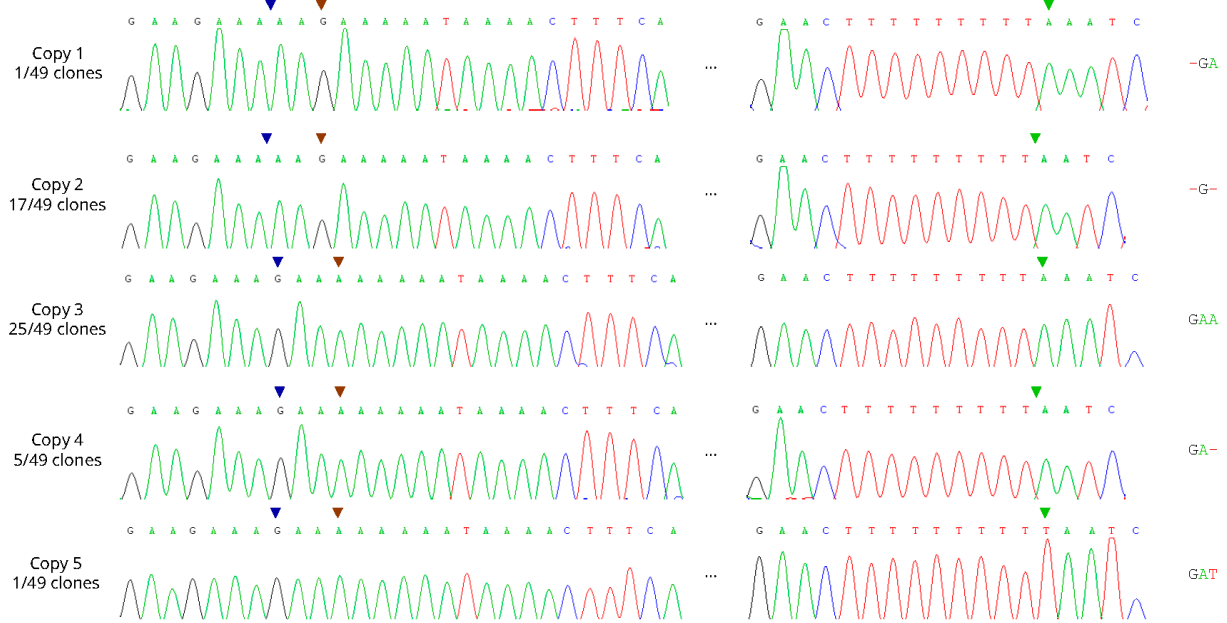 G A A G A A A A A G A A A A A T A A A A C T T T C A G A A C T T T T T T T T T A A A T C
Copy 1
1/49 clones
... -GA
G A A G A A A A A G A A A A A T A A A A C T T T C A G A A C T T T T T T T T T A A T C
Copy 2
17/49 clones
... -G-
G A A G A A A G A A A A A A A A T A A A A C T T T C A G A A C T T T T T T T T T A A A T C
Copy 3
25/49 clones
... GAA
G A A G A A A G A A A A A A A A T A A A A C T T T C A G A A C T T T T T T T T T A A T C
Copy 4
5/49 clones
... GA-
G A A G A A A G A A A A A A A A T A A A A C T T T C A G A A C T T T T T T T T T T A A T C
Copy 5
1/49 clones
... GAT